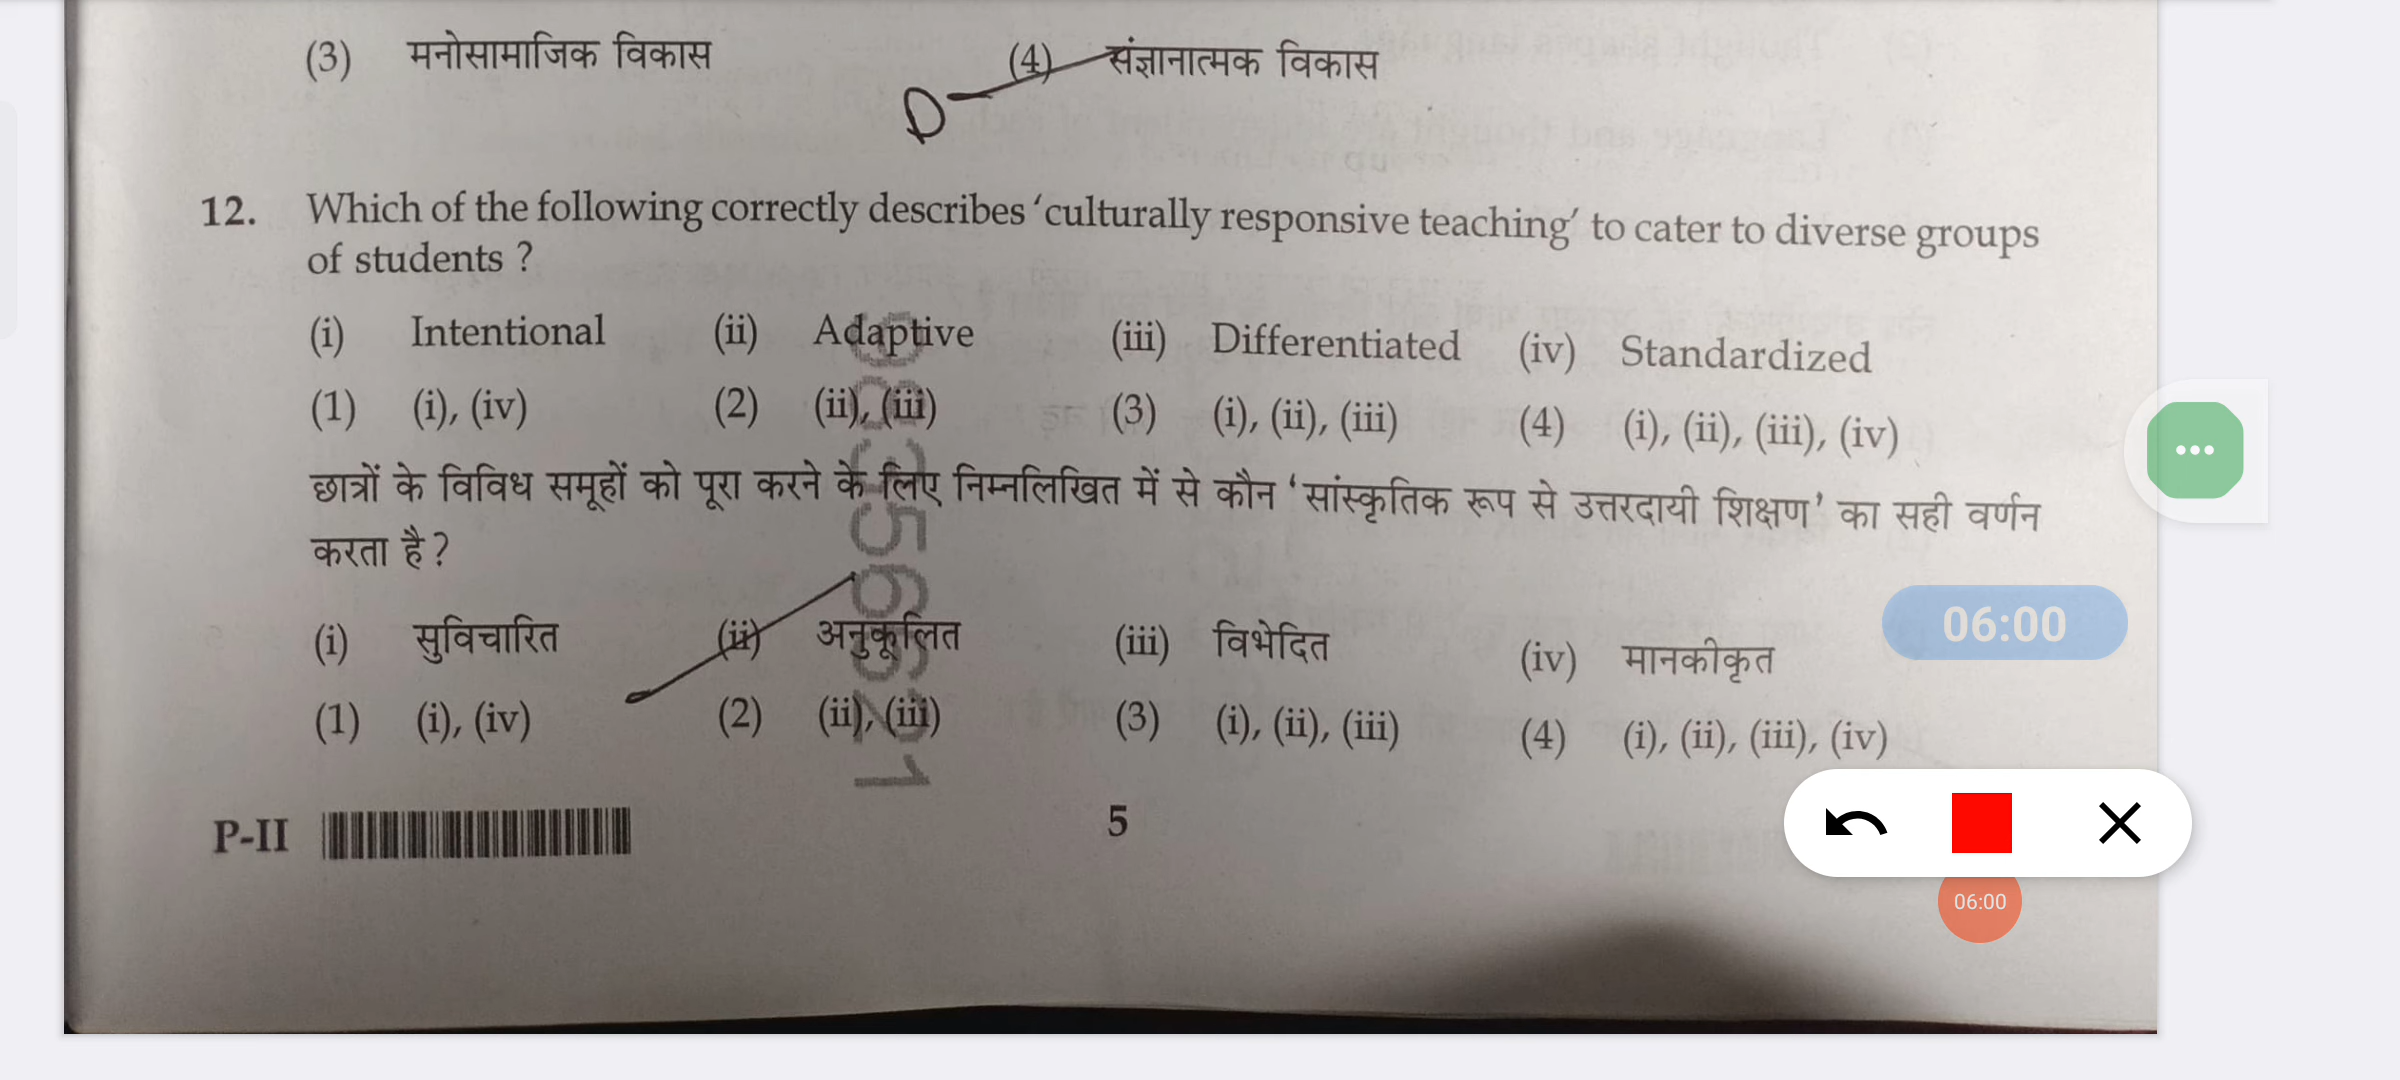 (3) मनोसामाजिक विकास (4) संज्ञानात्मक विकास
D
12. Which of the following correctly describes ‘culturally responsive teaching’ to cater to diverse groups
of students ?
(i) Intentional (ii) Adaptive (iii) Differentiated (iv) Standardized
(1) (i), (iv) (2) (ii), (iii) (3) (i), (ii), (iii) (4) (i), (ii), (iii), (iv)
छात्रों के विविध समूहों को पूरा करने के लिए निम्नलिखित में से कौन ‘सांस्कृतिक रूप से उत्तरदायी शिक्षण’ का सही वर्णन
करता है ?
06:00
(i) सुविचारित (ii) अनुकूलित (iii) विभेदित (iv) मानकीकृत
(1) (i), (iv) (2) (ii), (iii) (3) (i), (ii), (iii) (4) (i), (ii), (iii), (iv)
P-II 5
06:00